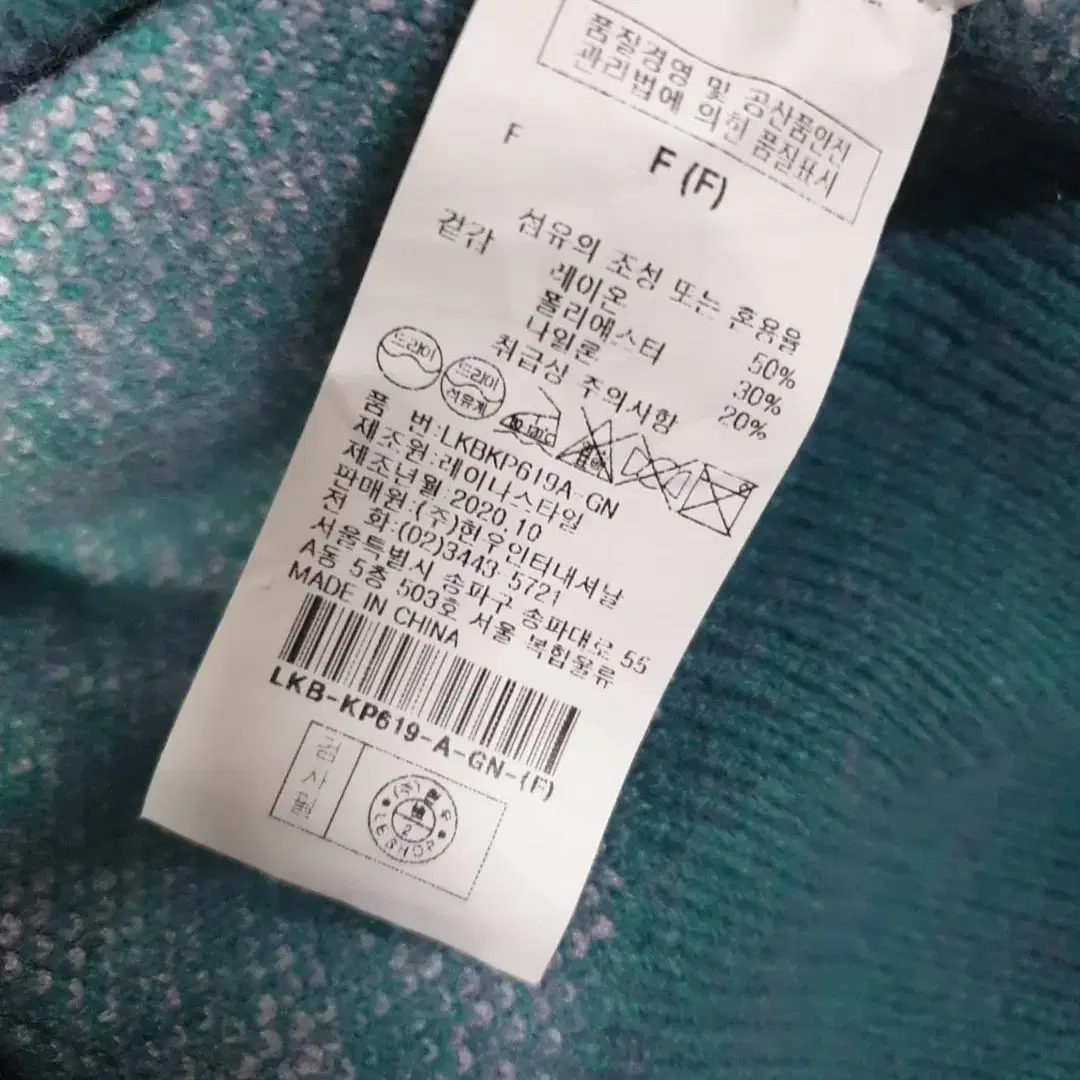 품질경영 및 공산품안전
관리법에 의한 품질표시
F
F (F)
섬유의 조성 또는 혼용율
겉감
레이온 50%
폴리에스터 30%
나일론 20%
취급상 주의사항
드라이
드라이
석유계
품 번:LKBKP619A-GN
제조원:레이나스타일
제조년월:2020.10
판매원:(주)현우인터내셔날
전 화:(02)3443-5721
서울특별시 송파구 송파대로 55
A동 5층 503호 서울 복합물류
MADE IN CHINA
LKB-KP619-A-GN-(F)
검사필
(주)현우
2
LESHOP